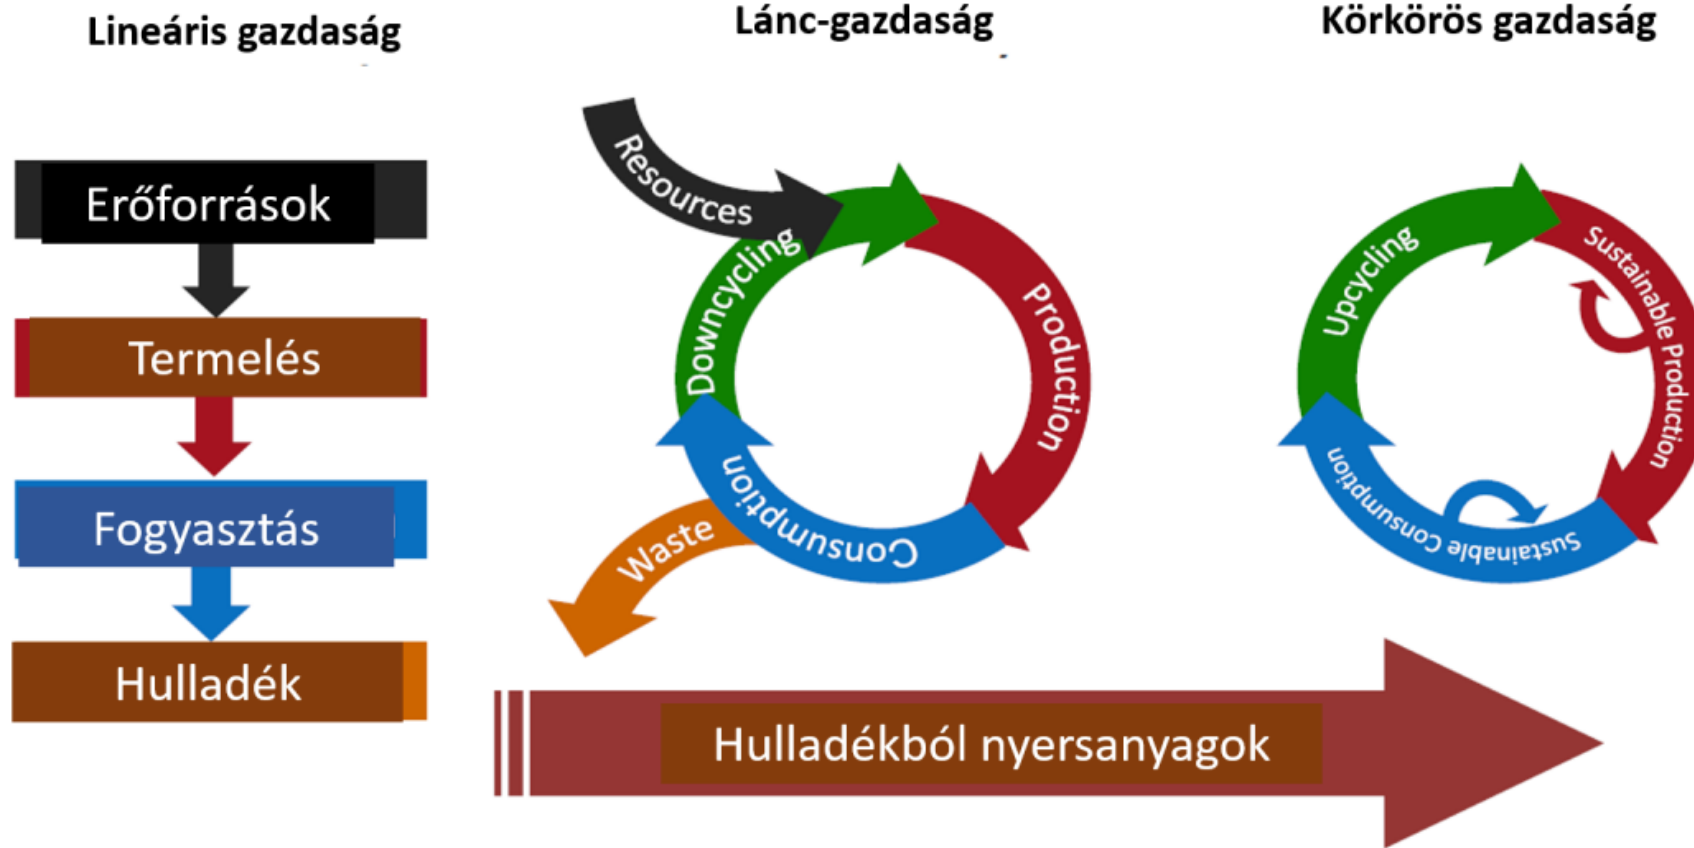 Lineáris gazdaság
Erőforrások
Termelés
Fogyasztás
Hulladék
Lánc-gazdaság
Resources
Downcycling
Production
Consumption
Waste
Körkörös gazdaság
Upcycling
Sustainable Production
Sustainable Consumption
Hulladékból nyersanyagok